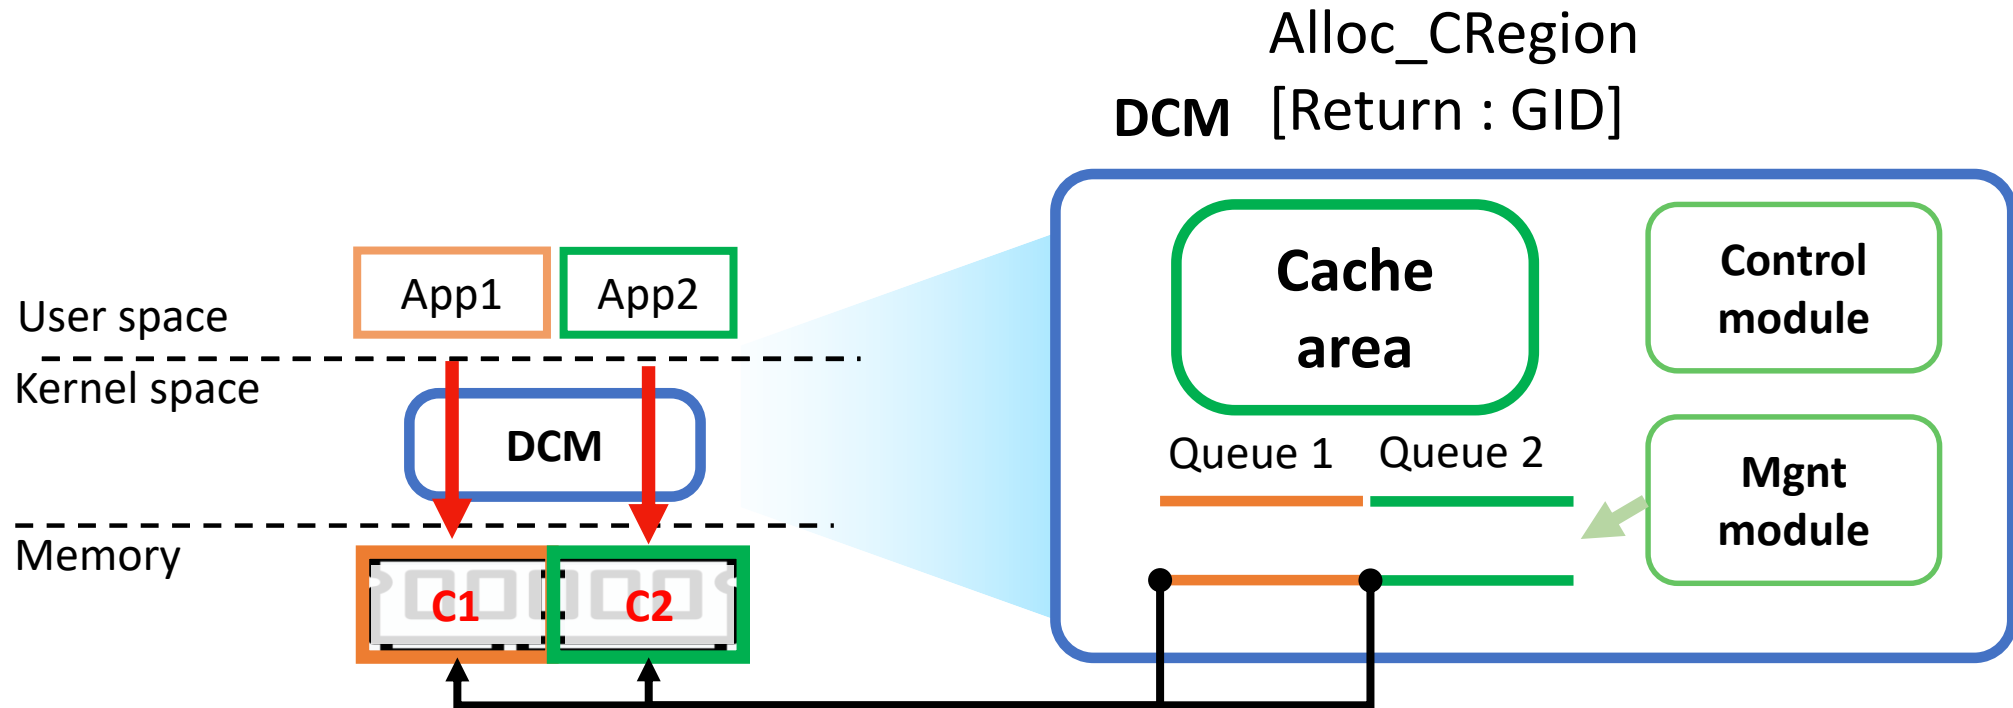 Alloc_CRegion
DCM [Return : GID]
App1 App2
User space
Kernel space
DCM
Memory
C1 C2
Cache
area
Control
module
Queue 1 Queue 2
Mgnt
module